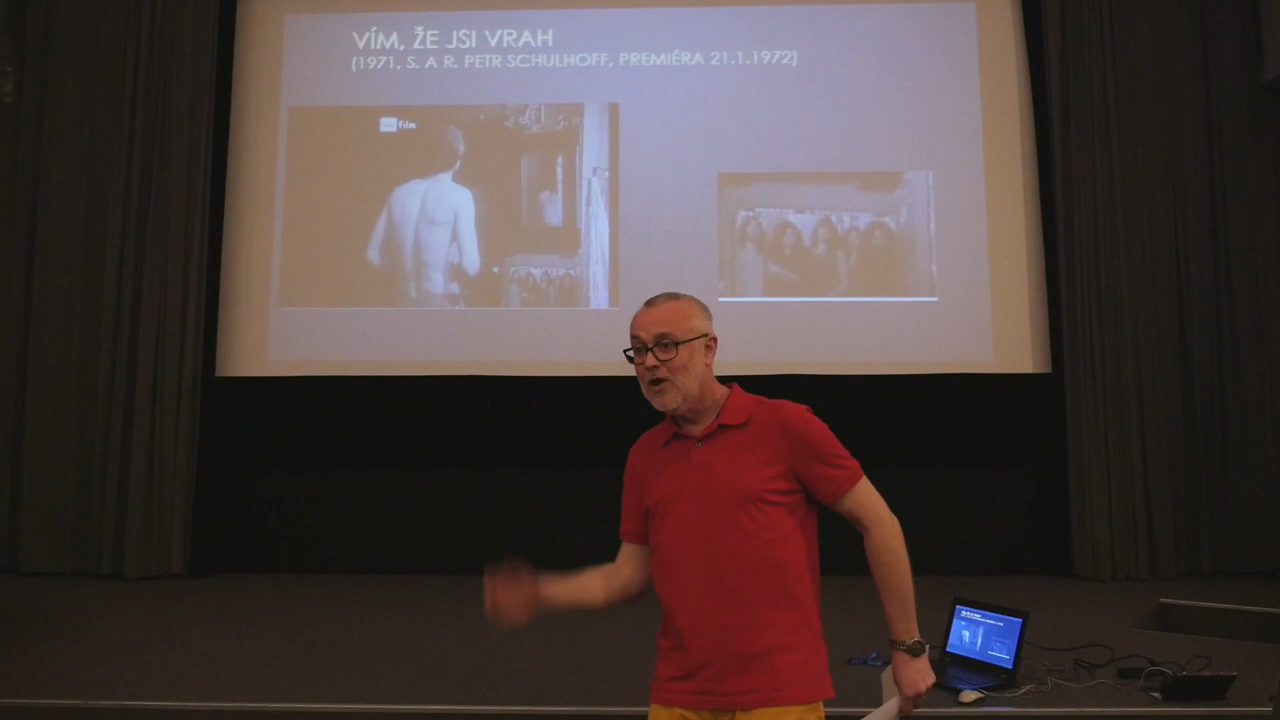 VÍM, ŽE JSI VRAH
(1971, S. A R. PETR SCHULHOFF, PREMIÉRA 21.1.1972)
film